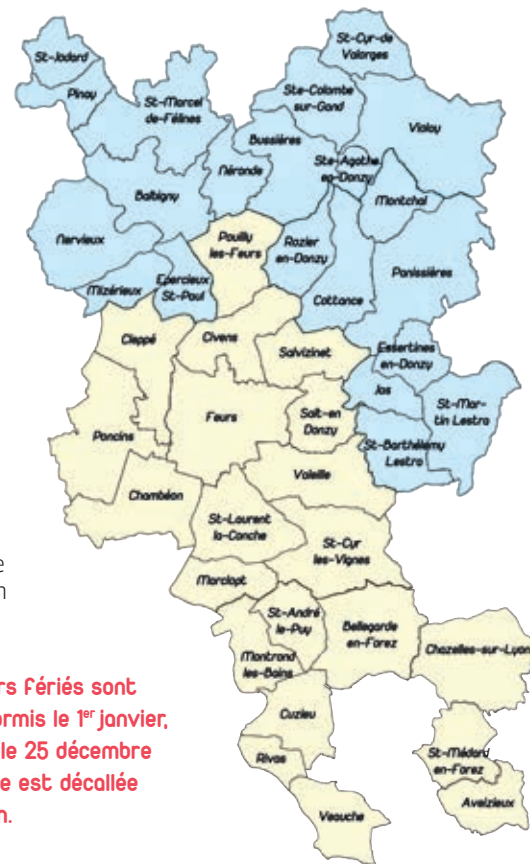 St-Cyr-de
Valorges
St-Jodard
Pinay
St-Marcel
de-Félines
Ste-Colombe
sur-Gand
Violay
Bussières
Ste-Agathe
en-Donzy
Néronde
Balbigny
Montchal
Nervieux
Pouilly
les-Feurs
Rozier
en-Donzy
Panissières
Mizérieux
Epercieux
St-Paul
Cottance
Cleppé
Civens
Salvizinet
Essertines
en-Donzy
Jas
St-Mar-
tin Lestra
Feurs
Salt-en
Donzy
Poncins
St-Barthélemy
Lestra
Valeille
Chambéon
St-Laurent
la-Conche
St-Cyr
les-Vignes
Marclopt
St-André
le-Puy
Bellegarde
en-Forez
Chazelles-sur-Lyon
Montrond
les-Bains
Cuzieu
Rivas
St-Médard
en-Forez
Aveizieux
Veauche
e
n
rs fériés sont
ormis le 1er janvier,
le 25 décembre
e est décallée
n.